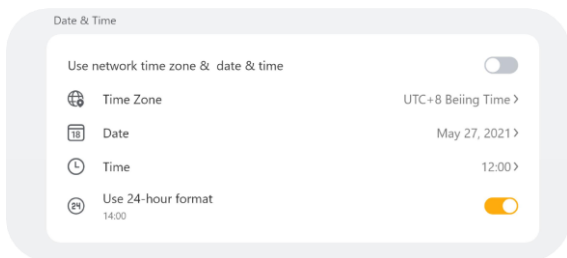 Date & Time
Use network time zone & date & time
Time Zone UTC+8 Beiing Time >
18 Date May 27, 2021 >
Time 12:00 >
24 Use 24-hour format
14:00